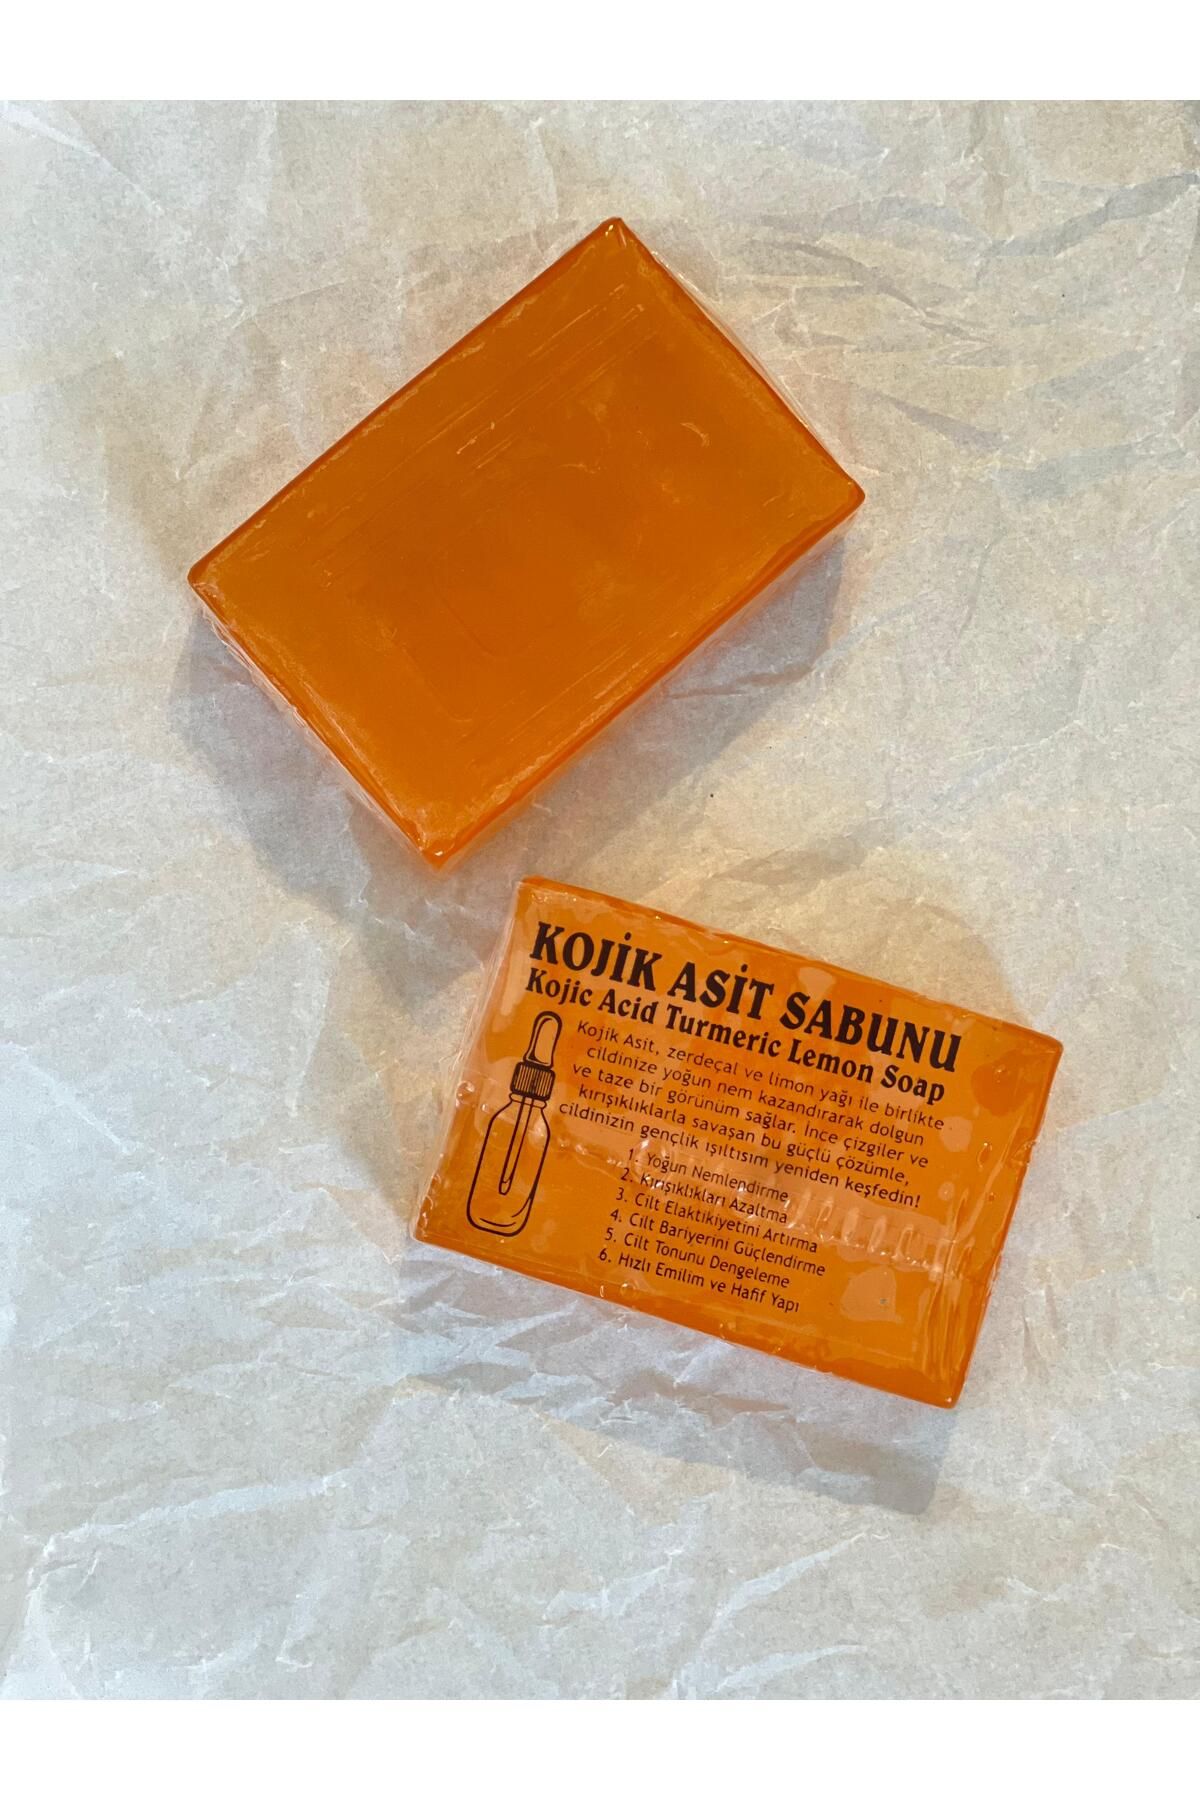 KOJİK ASİT SABUNU
Kojic Acid Turmeric Lemon Soap
Kojik Asit, zerdeçal ve limon yağı ile birlikte
cildinize yoğun nem kazandırarak dolgun
ve taze bir görünüm sağlar. İnce çizgiler ve
kırışıklıklarla savaşan bu güçlü çözümle,
cildinizin gençlik ışıltısım yeniden keşfedin!
1. Yoğun Nemlendirme
2. Kırışıklıkları Azaltma
3. Cilt Elaktikiyetini Artırma
4. Cilt Bariyerini Güçlendirme
5. Cilt Tonunu Dengeleme
6. Hızlı Emilim ve Hafif Yapı